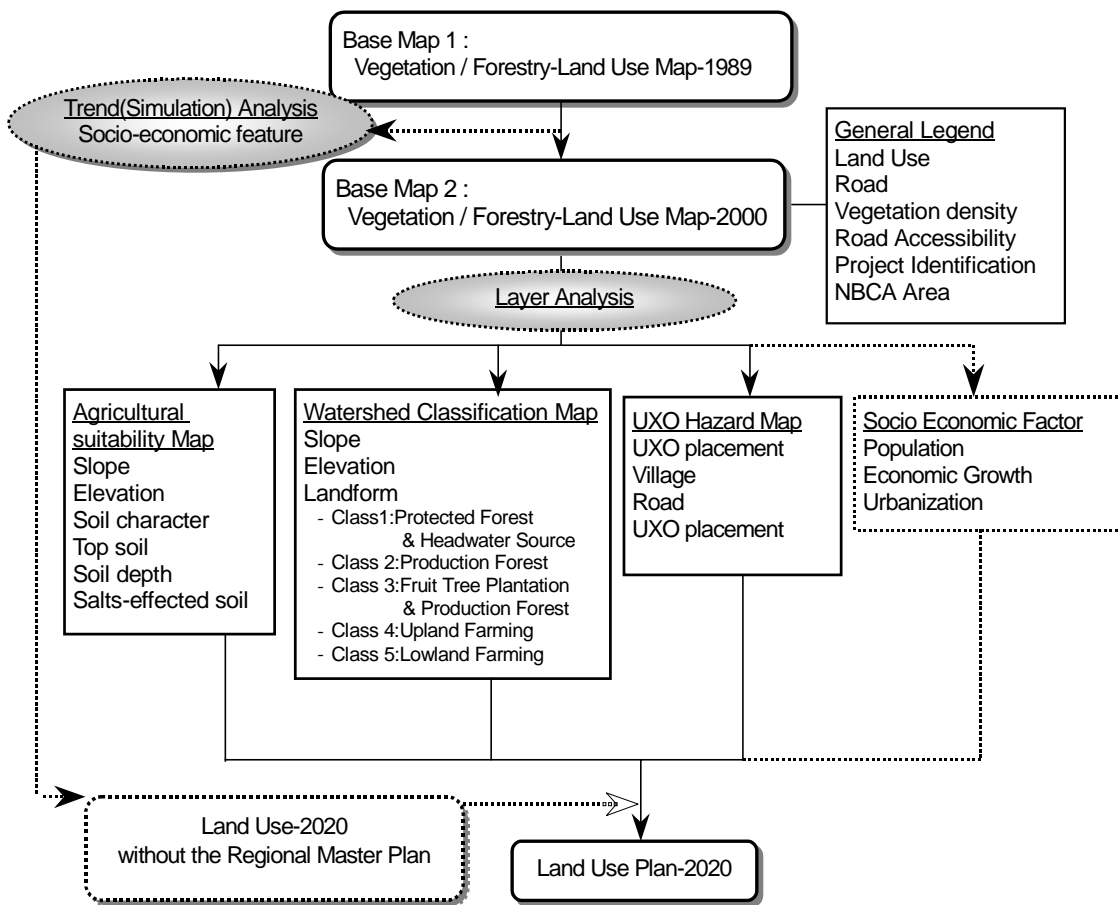 Base Map 1 :
Vegetation / Forestry-Land Use Map-1989
Trend(Simulation) Analysis
Socio-economic feature
General Legend
Land Use
Road
Vegetation density
Road Accessibility
Project Identification
NBCA Area
Base Map 2 :
Vegetation / Forestry-Land Use Map-2000
Layer Analysis
Agricultural
suitability Map
Slope
Elevation
Soil character
Top soil
Soil depth
Salts-effected soil
Watershed Classification Map
Slope
Elevation
Landform
- Class1:Protected Forest
& Headwater Source
- Class 2:Production Forest
- Class 3:Fruit Tree Plantation
& Production Forest
- Class 4:Upland Farming
- Class 5:Lowland Farming
UXO Hazard Map
UXO placement
Village
Road
UXO placement
Socio Economic Factor
Population
Economic Growth
Urbanization
Land Use-2020
without the Regional Master Plan
Land Use Plan-2020